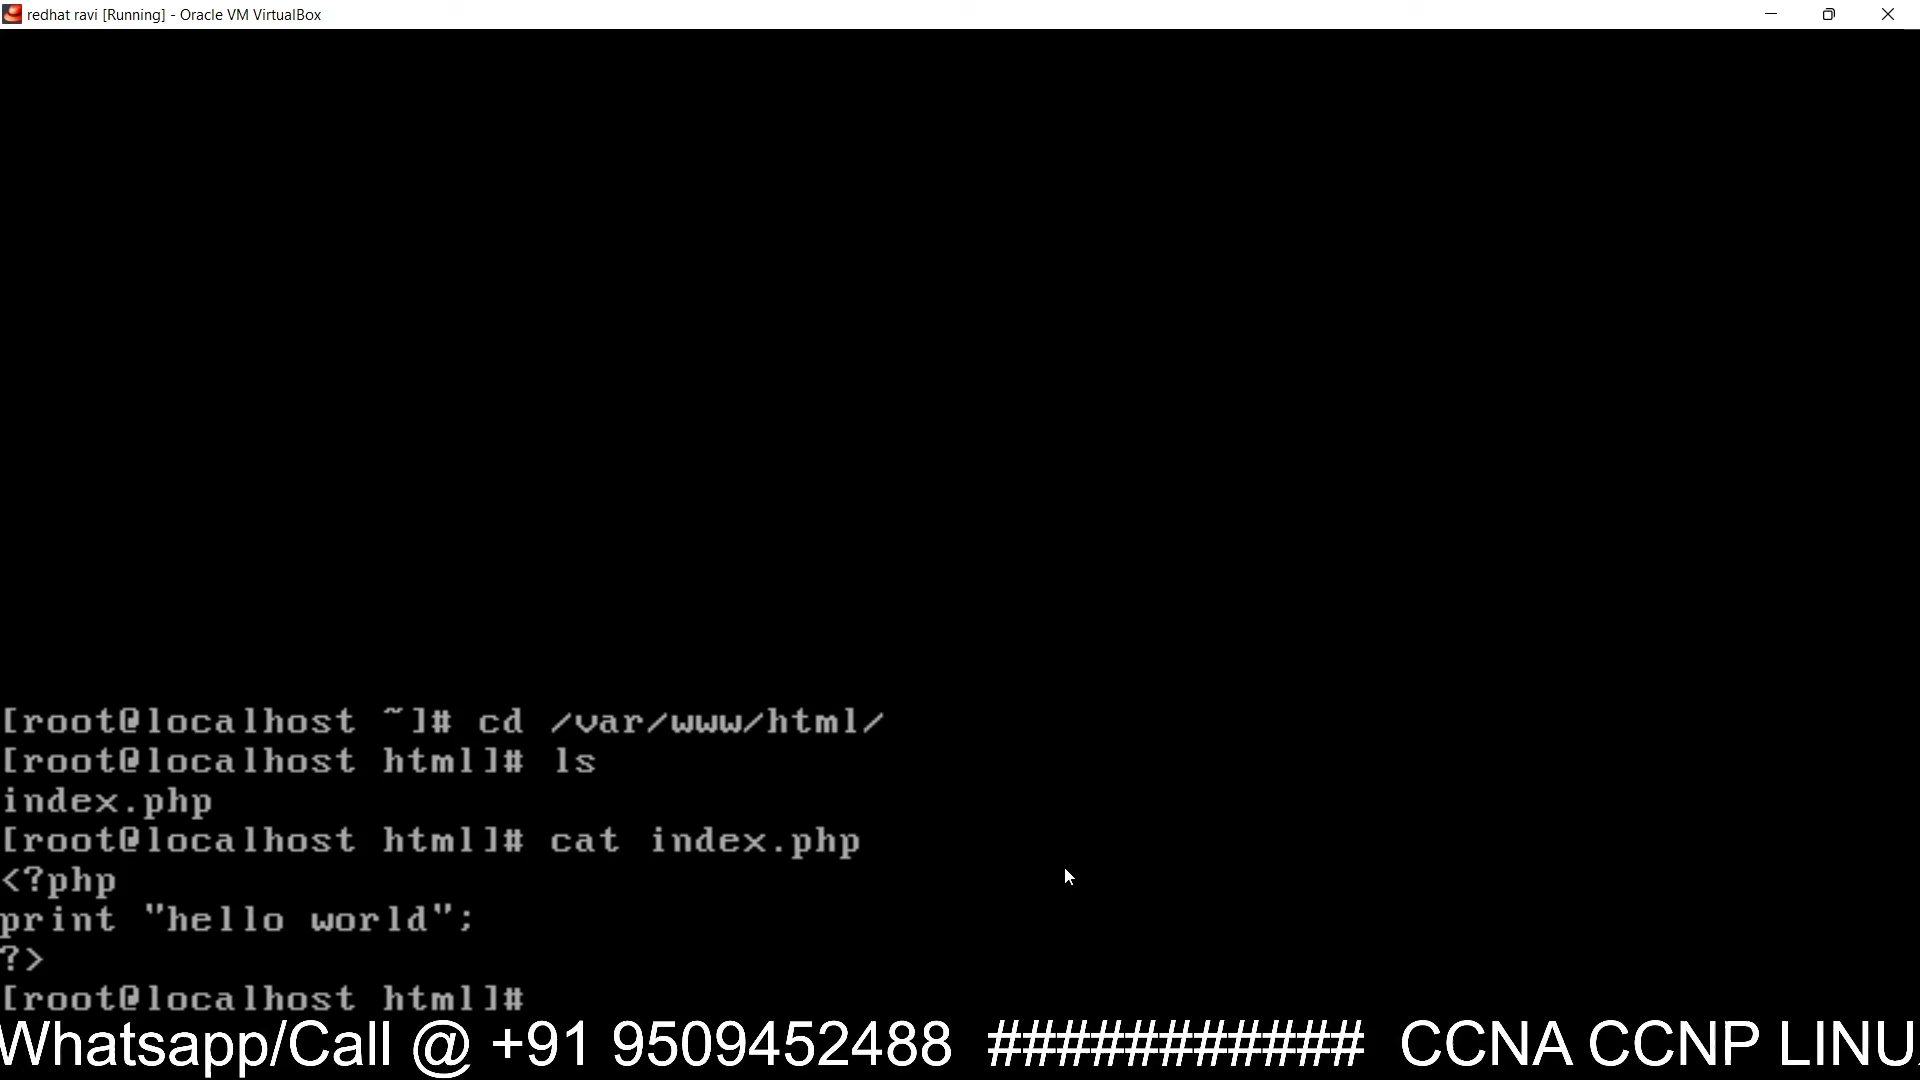 redhat ravi [Running] - Oracle VM VirtualBox
[root@localhost ~]# cd /var/www/html/
[root@localhost html]# ls
index.php
[root@localhost html]# cat index.php
<?php
print "hello world";
?>
[root@localhost html]#
Whatsapp/Call @ +91 9509452488 ########### CCNA CCNP LINU